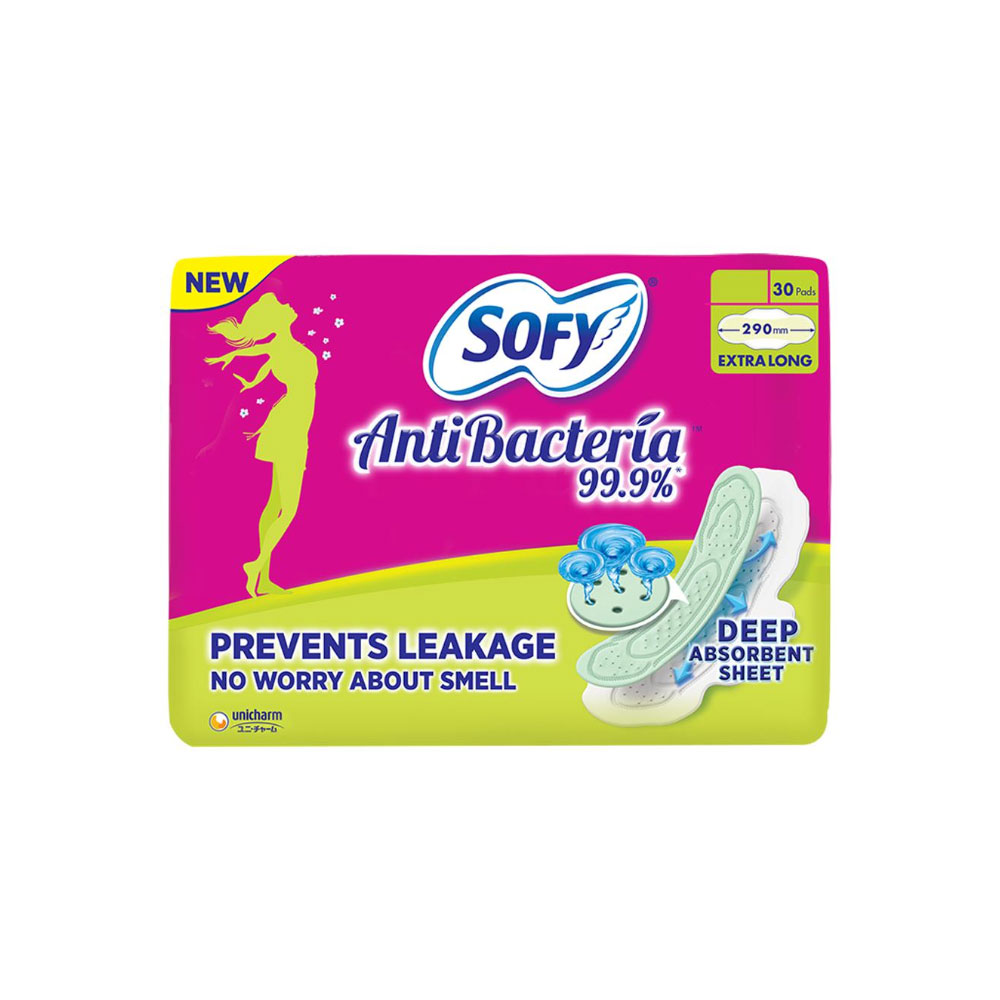 NEW
SOFY®
AntiBacteria™
99.9%*
30 Pads
290mm
EXTRA LONG
PREVENTS LEAKAGE
NO WORRY ABOUT SMELL
DEEP
ABSORBENT
SHEET
unicharm
ユニ・チャーム